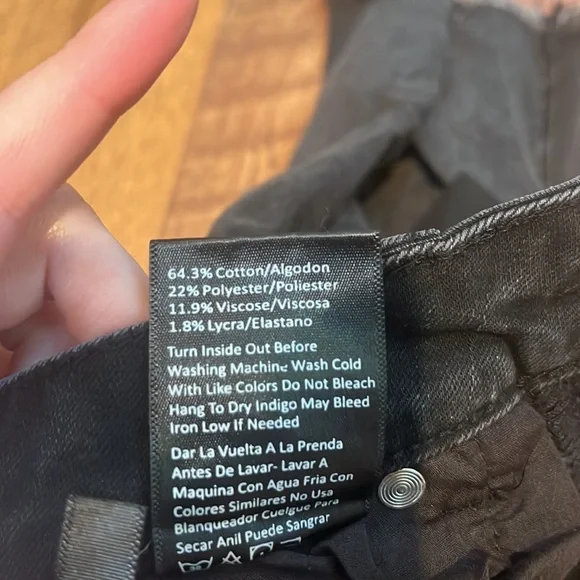 64.3% Cotton/Algodon
22% Polyester/Poliester
11.9% Viscose/Viscosa
1.8% Lycra/Elastano
Turn Inside Out Before
Washing Machine Wash Cold
With Like Colors Do Not Bleach
Hang To Dry Indigo May Bleed
Iron Low If Needed
Dar La Vuelta A La Prenda
Antes De Lavar- Lavar A
Maquina Con Agua Fria Con
Colores Similares No Usa
Blanqueador Cuelgue Para
Secar Anil Puede Sangrar